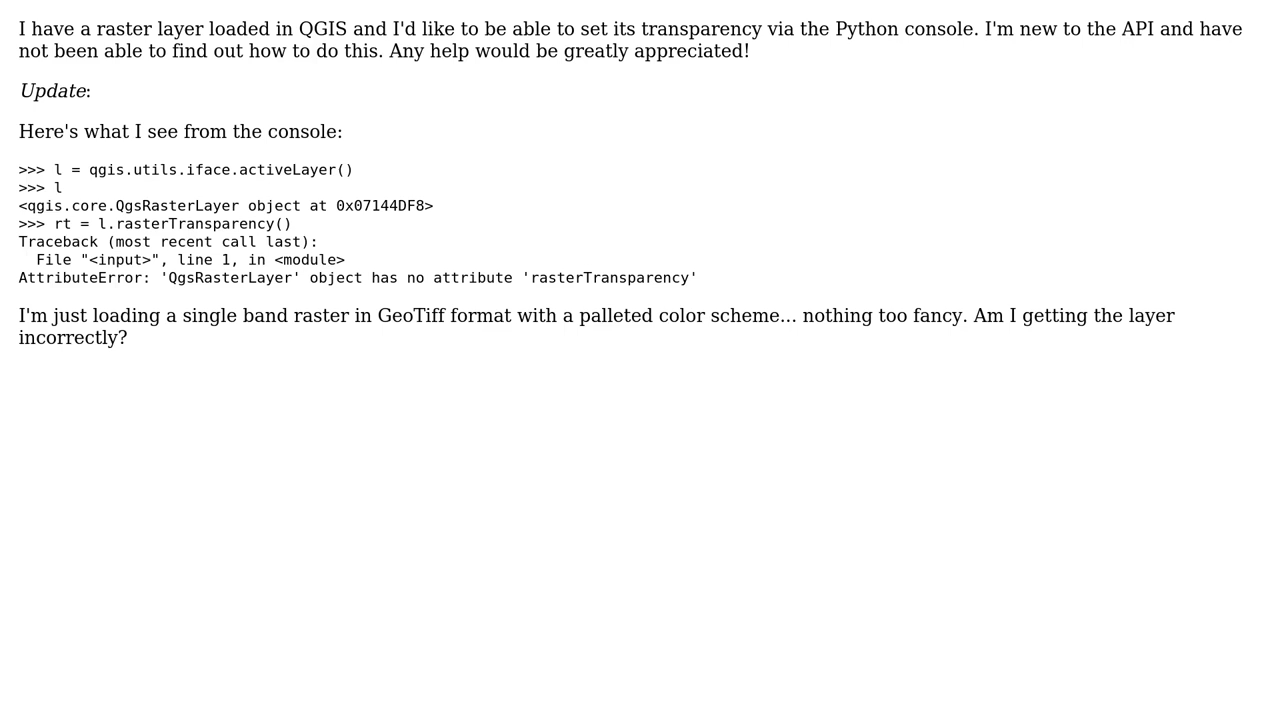 I have a raster layer loaded in QGIS and I'd like to be able to set its transparency via the Python console. I'm new to the API and have
not been able to find out how to do this. Any help would be greatly appreciated!
Update:
Here's what I see from the console:
>>> l = qgis.utils.iface.activeLayer()
>>> l
<qgis.core.QgsRasterLayer object at 0x07144DF8>
>>> rt = l.rasterTransparency()
Traceback (most recent call last):
  File "<input>", line 1, in <module>
AttributeError: 'QgsRasterLayer' object has no attribute 'rasterTransparency'
I'm just loading a single band raster in GeoTiff format with a palleted color scheme... nothing too fancy. Am I getting the layer
incorrectly?